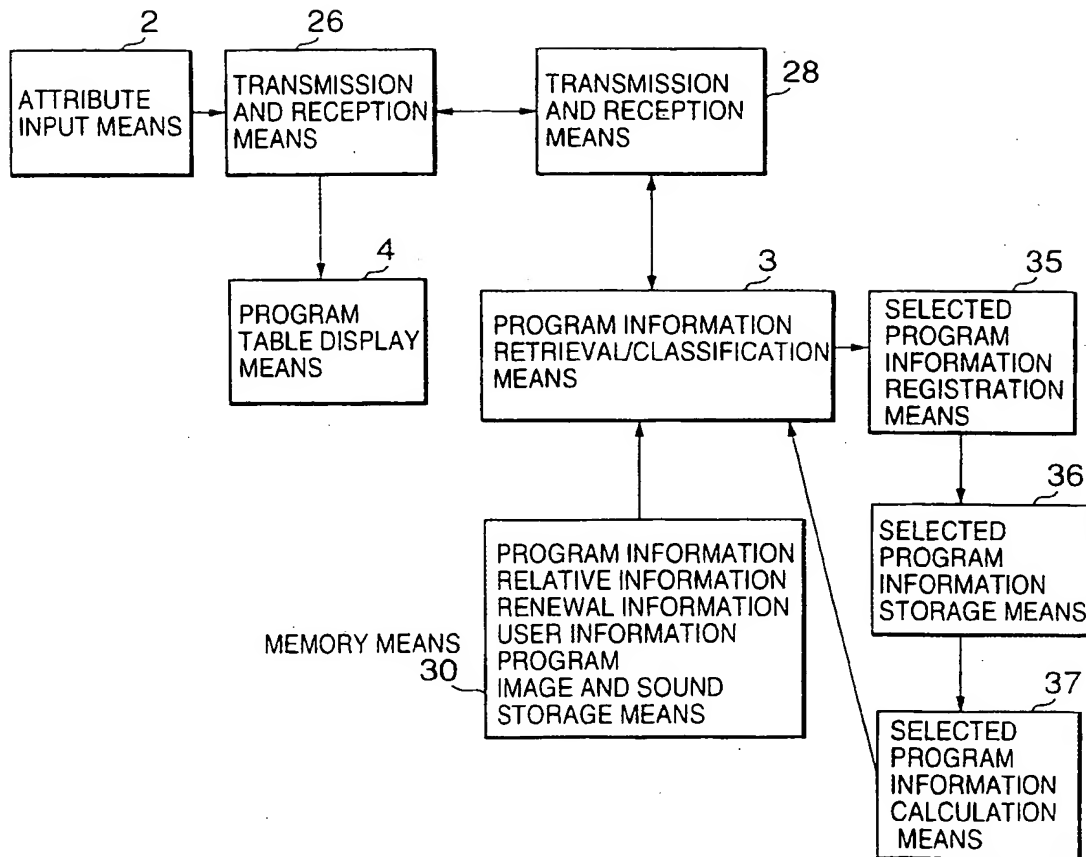 2
ATTRIBUTE
INPUT MEANS
26
TRANSMISSION
AND RECEPTION
MEANS
TRANSMISSION
AND RECEPTION
MEANS
28
4
PROGRAM
TABLE DISPLAY
MEANS
3
PROGRAM INFORMATION
RETRIEVAL/CLASSIFICATION
MEANS
35
SELECTED
PROGRAM
INFORMATION
REGISTRATION
MEANS
MEMORY MEANS
30
PROGRAM INFORMATION
RELATIVE INFORMATION
RENEWAL INFORMATION
USER INFORMATION
PROGRAM
IMAGE AND SOUND
STORAGE MEANS
36
SELECTED
PROGRAM
INFORMATION
STORAGE MEANS
37
SELECTED
PROGRAM
INFORMATION
CALCULATION
MEANS